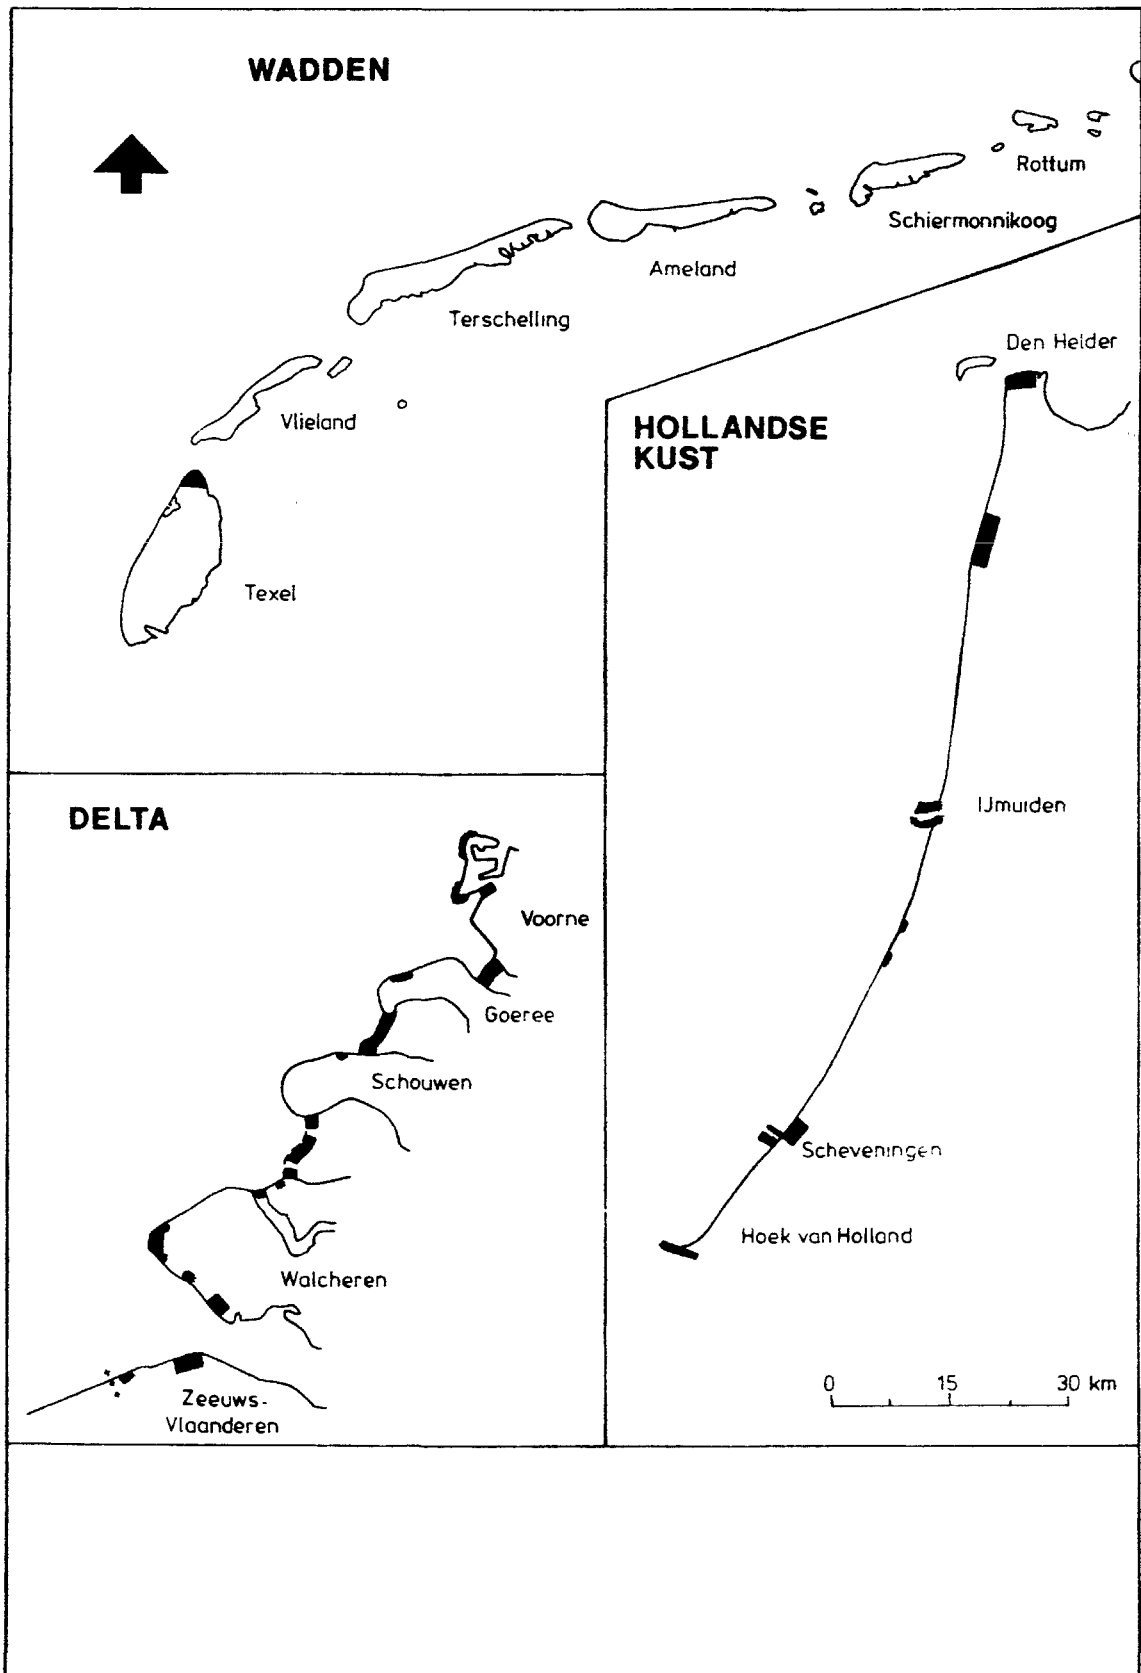 WADDEN
Rottum
Schiermonnikoog
Ameland
Terschelling
Vlieland
Texel
Den Helder
HOLLANDSE
KUST
IJmuiden
Scheveningen
Hoek van Holland
0 15 30 km
DELTA
Voorne
Goeree
Schouwen
Walcheren
Zeeuws-
Vlaanderen